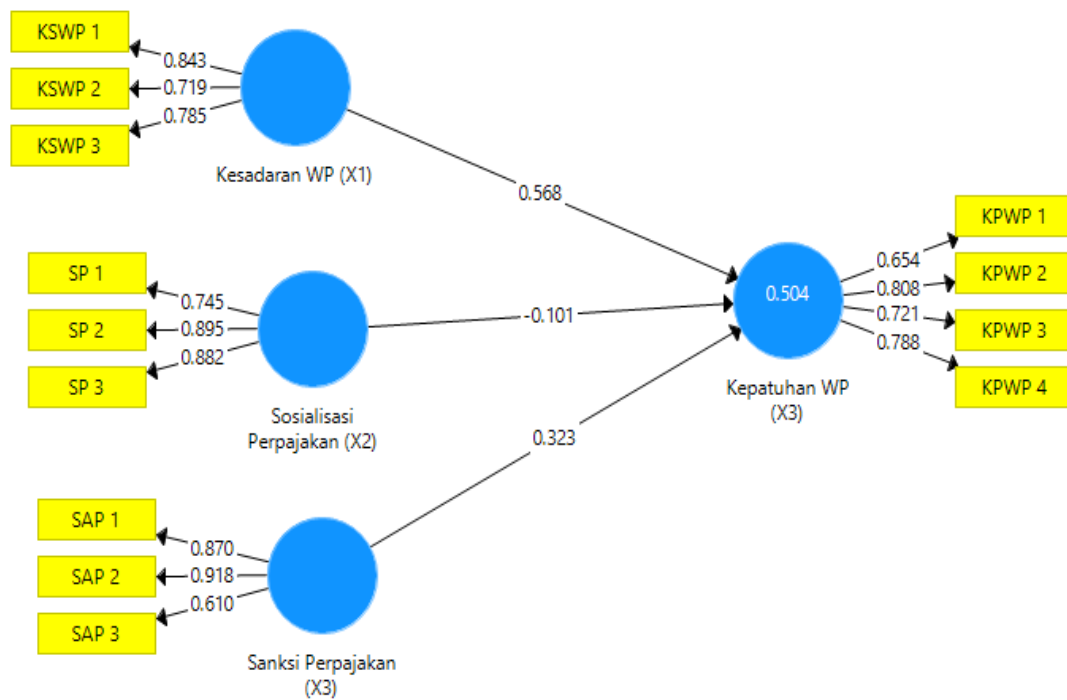 KSWP 1
KSWP 2
KSWP 3
0.843
0.719
0.785
Kesadaran WP (X1)
0.568
SP 1
SP 2
SP 3
0.745
0.895
0.882
Sosialisasi
Perpajakan (X2)
-0.101
SAP 1
SAP 2
SAP 3
0.870
0.918
0.610
Sanksi Perpajakan
(X3)
0.323
0.504
Kepatuhan WP
(X3)
0.654
0.808
0.721
0.788
KPWP 1
KPWP 2
KPWP 3
KPWP 4